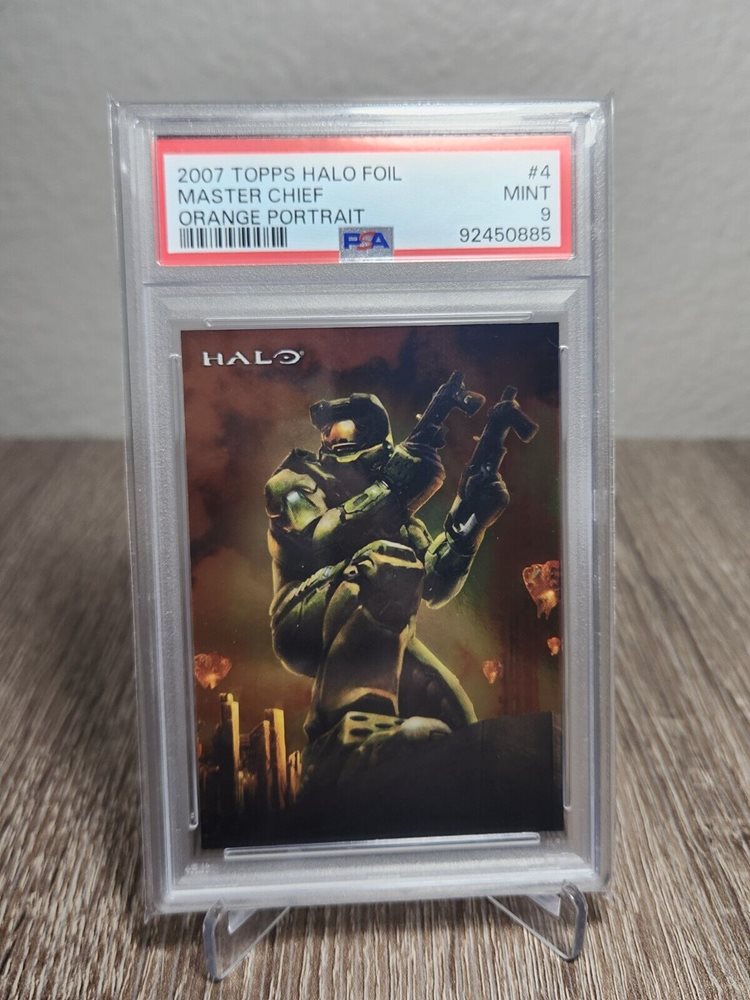 2007 TOPPS HALO FOIL #4
MASTER CHIEF MINT
ORANGE PORTRAIT 9
PSA 92450885
HALO